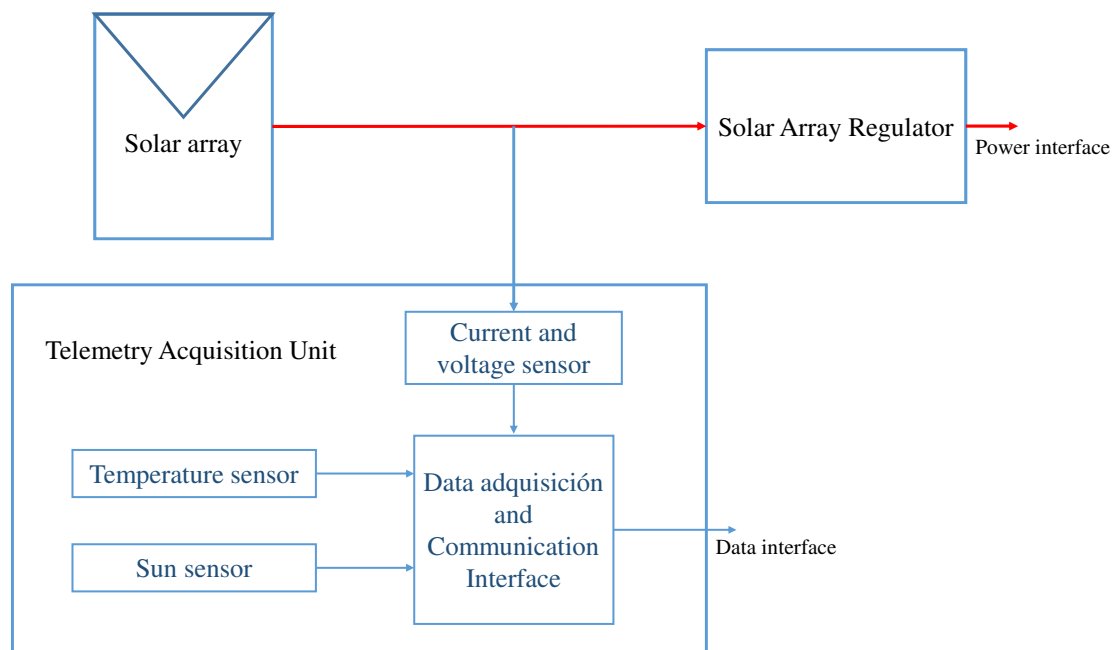 Solar array
Solar Array Regulator
Power interface
Telemetry Acquisition Unit
Current and
voltage sensor
Temperature sensor
Sun sensor
Data adquisición
and
Communication
Interface
Data interface